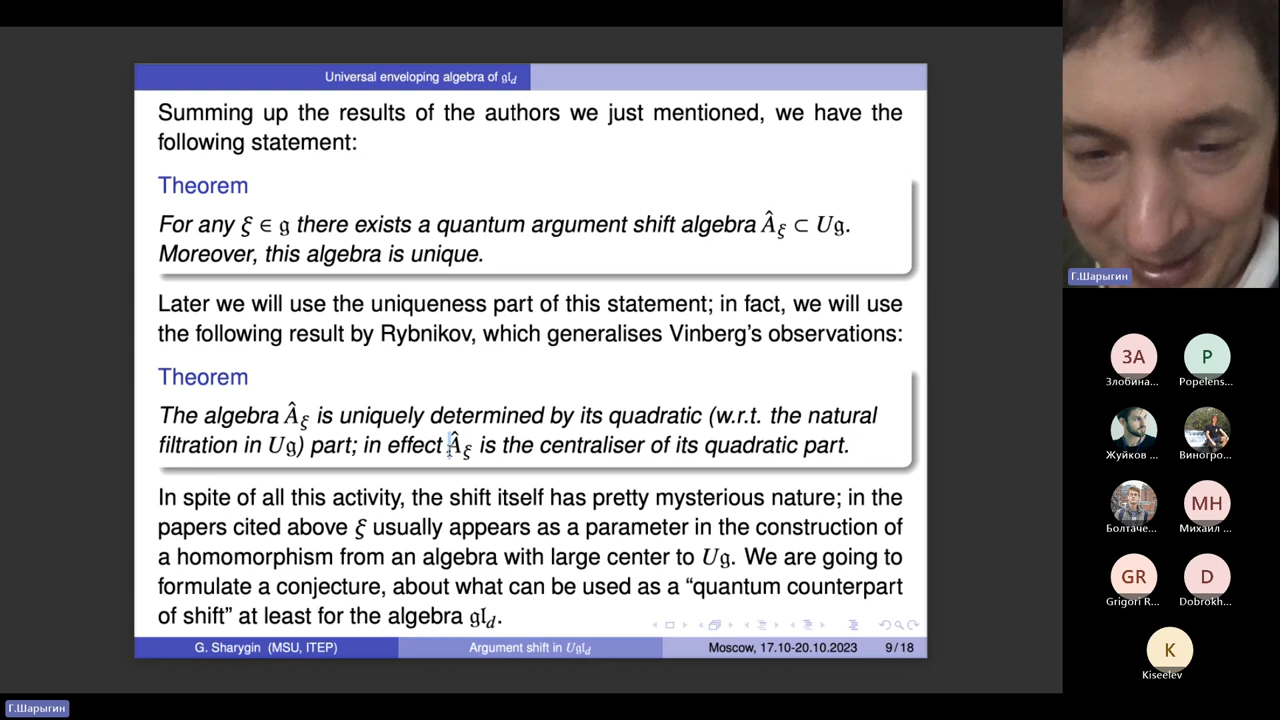 Universal enveloping algebra of 𝔤𝔩_d
Summing up the results of the authors we just mentioned, we have the
following statement:
Theorem
For any ξ ∈ 𝔤 there exists a quantum argument shift algebra Â_ξ ⊂ U𝔤.
Moreover, this algebra is unique.
Later we will use the uniqueness part of this statement; in fact, we will use
the following result by Rybnikov, which generalises Vinberg's observations:
Theorem
The algebra Â_ξ is uniquely determined by its quadratic (w.r.t. the natural
filtration in U𝔤) part; in effect Â_ξ is the centraliser of its quadratic part.
In spite of all this activity, the shift itself has pretty mysterious nature; in the
papers cited above ξ usually appears as a parameter in the construction of
a homomorphism from an algebra with large center to U𝔤. We are going to
formulate a conjecture, about what can be used as a “quantum counterpart
of shift” at least for the algebra 𝔤𝔩_d.
G. Sharygin (MSU, ITEP)
Argument shift in U𝔤𝔩_d
Moscow, 17.10-20.10.2023
9 / 18
Г.Шарыгин
ЗА
Злобина...
P
Popelens...
Жуйков ...
Виногро...
Болтаче...
МН
Михаил ...
GR
Grigori R...
D
Dobrokh...
K
Kiseelev
Г.Шарыгин